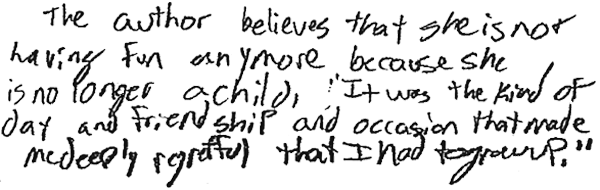 The author believes that she is not
having fun anymore because she
is no longer a child, "It was the kind of
day and friendship and occasion that made
me deeply regretful that I had to grow up."